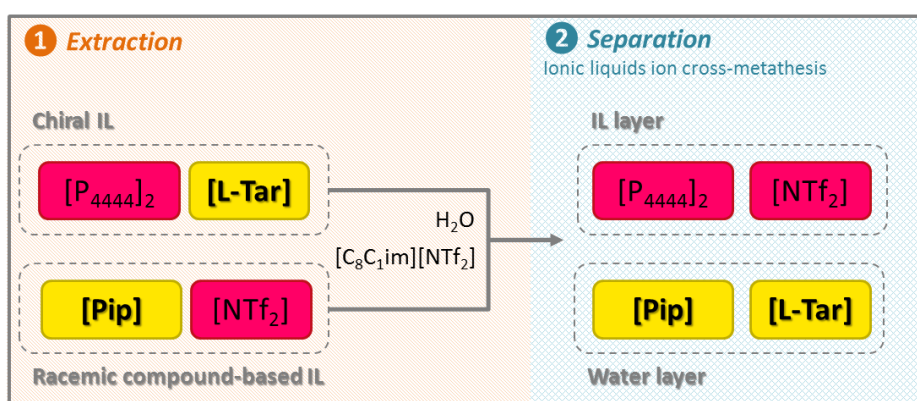 1 Extraction
Chiral IL
[P₄₄₄₄]₂ [L-Tar]
H₂O
[C₈C₁im][NTf₂]
[Pip] [NTf₂]
Racemic compound-based IL
2 Separation
Ionic liquids ion cross-metathesis
IL layer
[P₄₄₄₄]₂ [NTf₂]
[Pip] [L-Tar]
Water layer